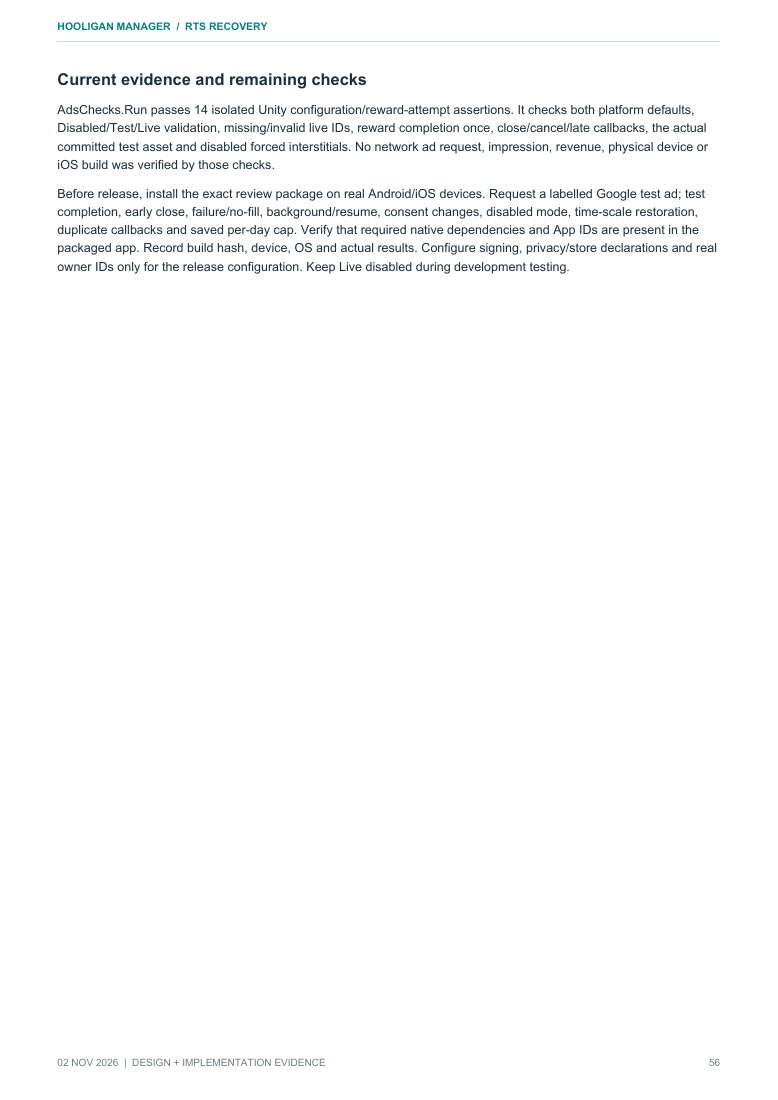 HOOLIGAN MANAGER / RTS RECOVERY
Current evidence and remaining checks
AdsChecks.Run passes 14 isolated Unity configuration/reward-attempt assertions. It checks both platform defaults,
Disabled/Test/Live validation, missing/invalid live IDs, reward completion once, close/cancel/late callbacks, the actual
committed test asset and disabled forced interstitials. No network ad request, impression, revenue, physical device or
iOS build was verified by those checks.
Before release, install the exact review package on real Android/iOS devices. Request a labelled Google test ad; test
completion, early close, failure/no-fill, background/resume, consent changes, disabled mode, time-scale restoration,
duplicate callbacks and saved per-day cap. Verify that required native dependencies and App IDs are present in the
packaged app. Record build hash, device, OS and actual results. Configure signing, privacy/store declarations and real
owner IDs only for the release configuration. Keep Live disabled during development testing.
02 NOV 2026 | DESIGN + IMPLEMENTATION EVIDENCE
56